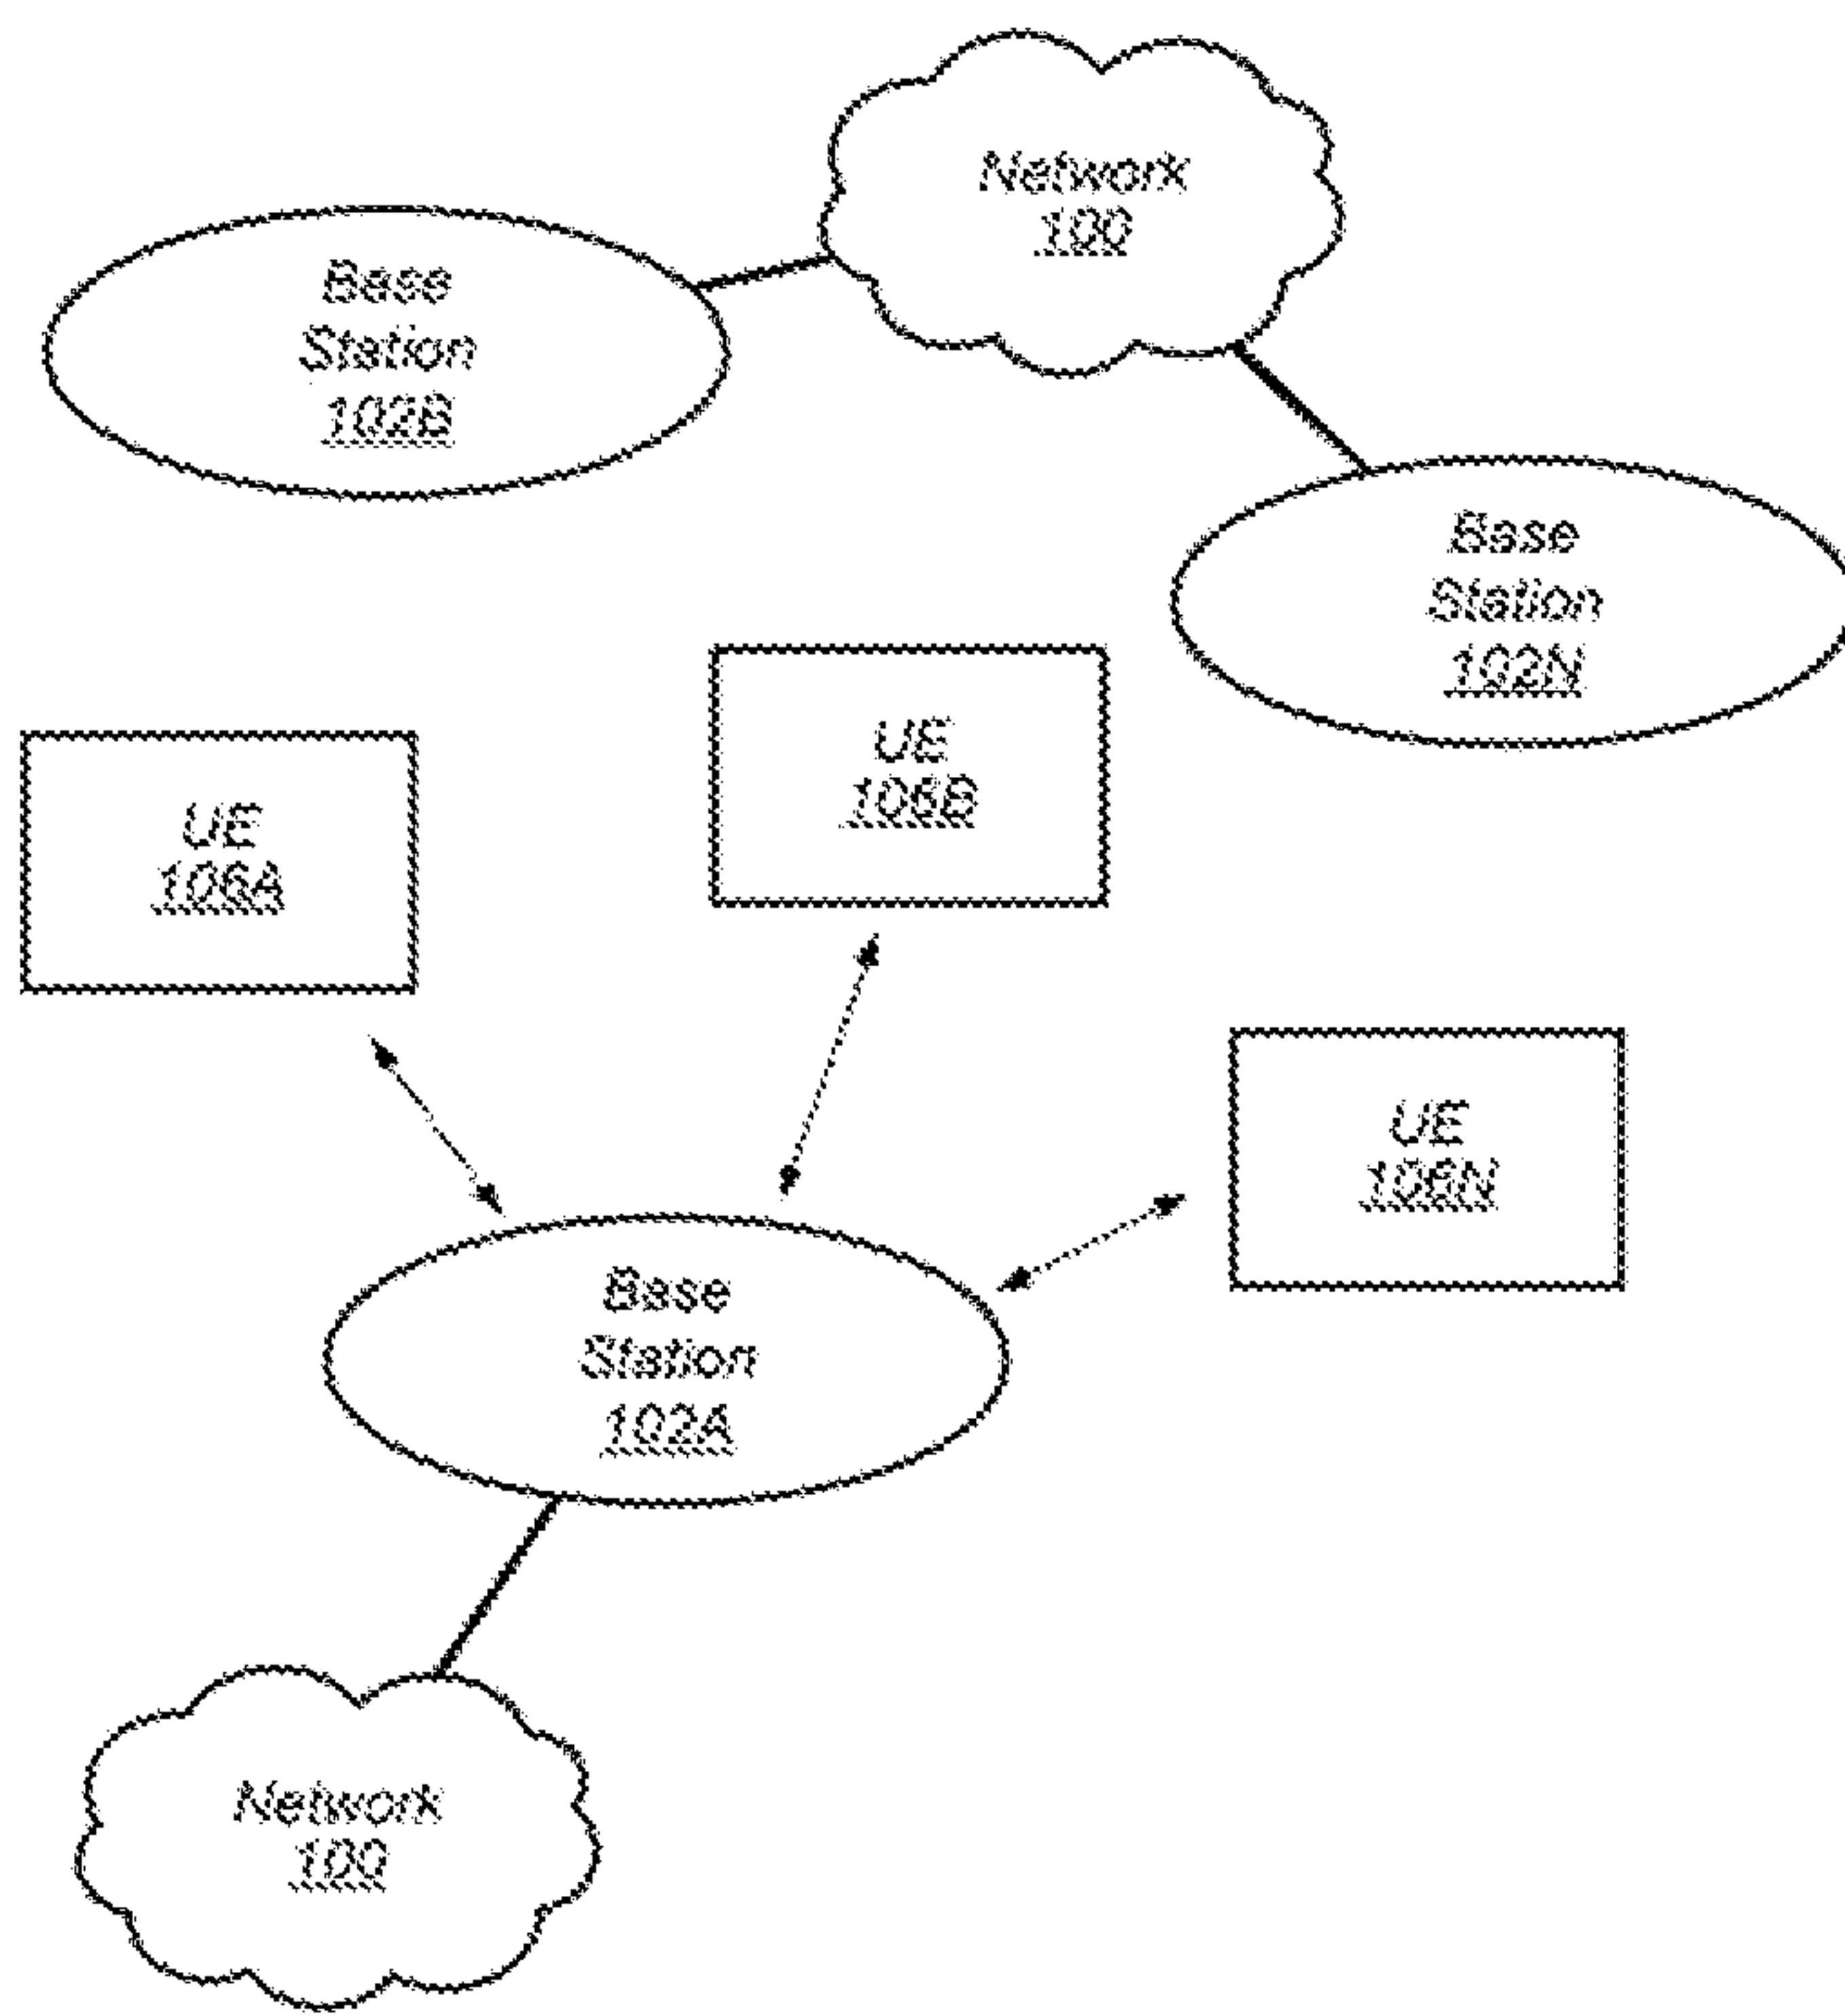 Network
100
Base
Station
102B
Base
Station
102N
UE
106B
UE
106A
UE
106N
Base
Station
102A
Network
100